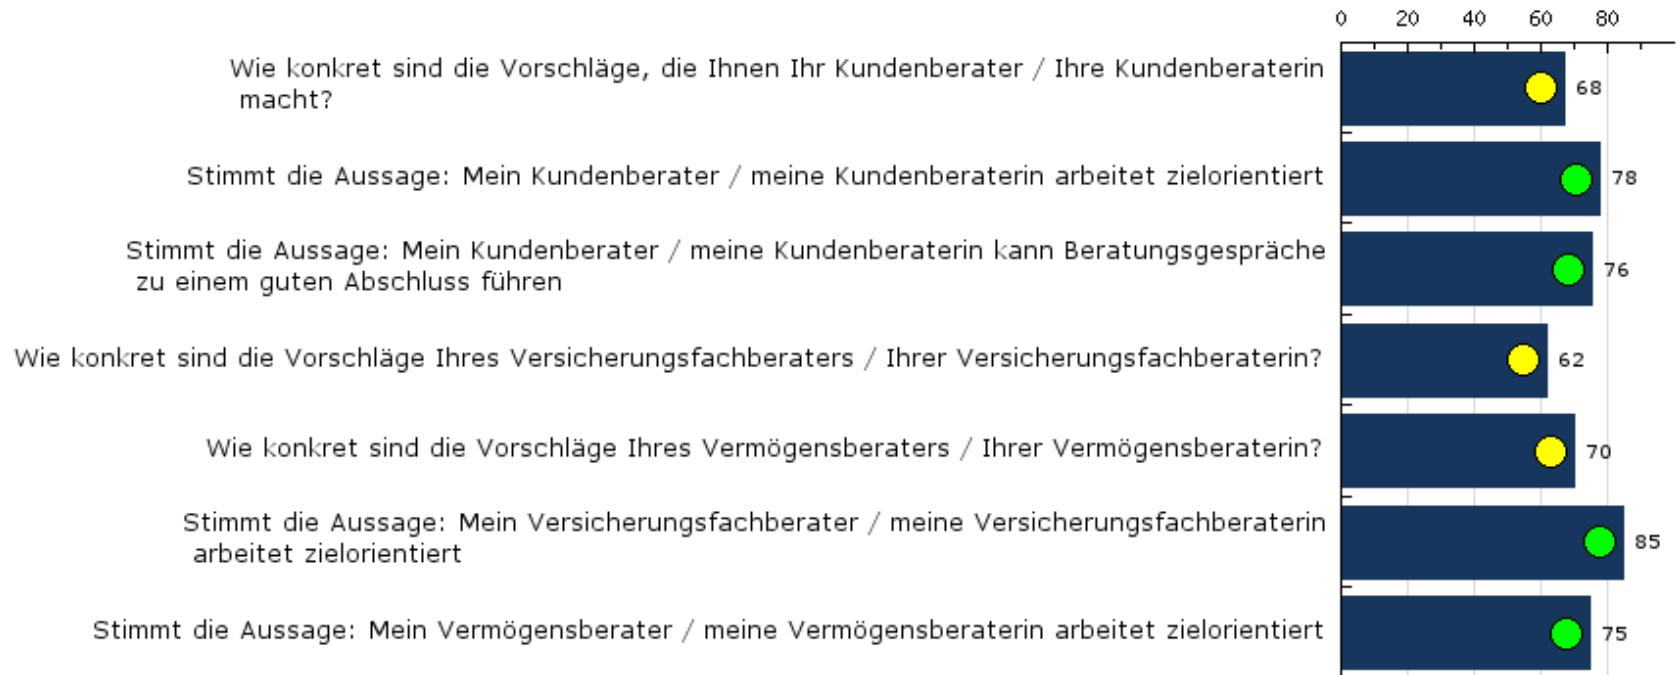 0 20 40 60 80
Wie konkret sind die Vorschläge, die Ihnen Ihr Kundenberater / Ihre Kundenberaterin
macht?
68
Stimmt die Aussage: Mein Kundenberater / meine Kundenberaterin arbeitet zielorientiert
78
Stimmt die Aussage: Mein Kundenberater / meine Kundenberaterin kann Beratungsgespräche
zu einem guten Abschluss führen
76
Wie konkret sind die Vorschläge Ihres Versicherungsfachberaters / Ihrer Versicherungsfachberaterin?
62
Wie konkret sind die Vorschläge Ihres Vermögensberaters / Ihrer Vermögensberaterin?
70
Stimmt die Aussage: Mein Versicherungsfachberater / meine Versicherungsfachberaterin
arbeitet zielorientiert
85
Stimmt die Aussage: Mein Vermögensberater / meine Vermögensberaterin arbeitet zielorientiert
75